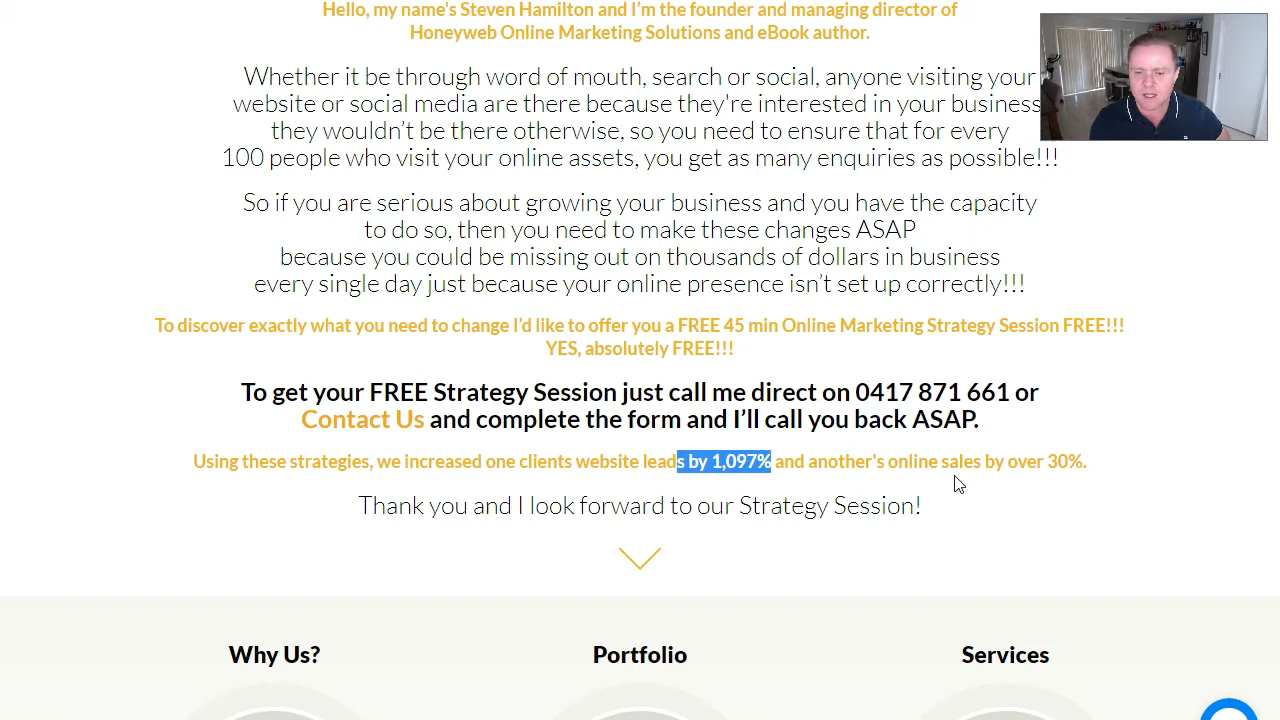 Hello, my name's Steven Hamilton and I'm the founder and managing director of
Honeyweb Online Marketing Solutions and eBook author.
Whether it be through word of mouth, search or social, anyone visiting your
website or social media are there because they're interested in your business
they wouldn't be there otherwise, so you need to ensure that for every
100 people who visit your online assets, you get as many enquiries as possible!!!
So if you are serious about growing your business and you have the capacity
to do so, then you need to make these changes ASAP
because you could be missing out on thousands of dollars in business
every single day just because your online presence isn't set up correctly!!!
To discover exactly what you need to change I'd like to offer you a FREE 45 min Online Marketing Strategy Session FREE!!!
YES, absolutely FREE!!!
To get your FREE Strategy Session just call me direct on 0417 871 661 or
Contact Us and complete the form and I'll call you back ASAP.
Using these strategies, we increased one clients website leads by 1,097% and another's online sales by over 30%.
Thank you and I look forward to our Strategy Session!
Why Us?
Portfolio
Services